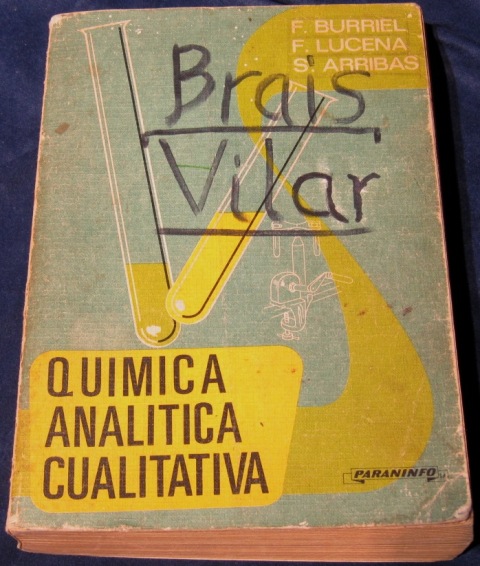 F. BURRIEL
F. LUCENA
S. ARRIBAS
Brais
Vilar
QUIMICA
ANALITICA
CUALITATIVA
PARANINFO